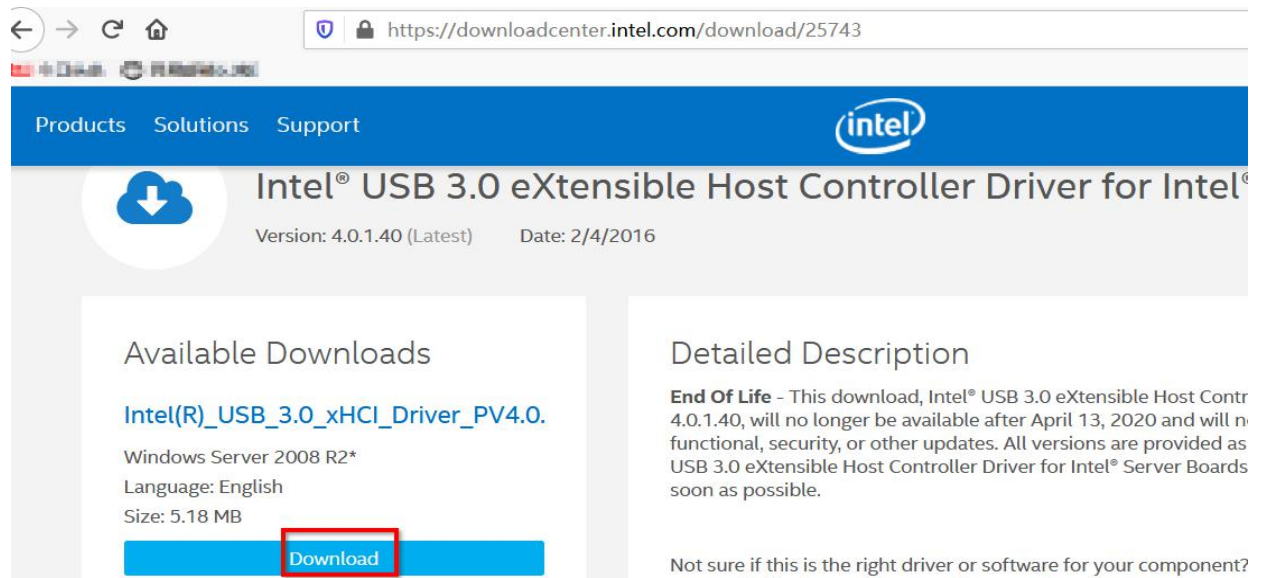 https://downloadcenter.intel.com/download/25743
Products Solutions Support
intel
Intel® USB 3.0 eXtensible Host Controller Driver for Intel®
Version: 4.0.1.40 (Latest) Date: 2/4/2016
Available Downloads
Intel(R)_USB_3.0_xHCI_Driver_PV4.0.
Windows Server 2008 R2*
Language: English
Size: 5.18 MB
Download
Detailed Description
End Of Life - This download, Intel® USB 3.0 eXtensible Host Contr
4.0.1.40, will no longer be available after April 13, 2020 and will n
functional, security, or other updates. All versions are provided as
USB 3.0 eXtensible Host Controller Driver for Intel® Server Boards
soon as possible.
Not sure if this is the right driver or software for your component?